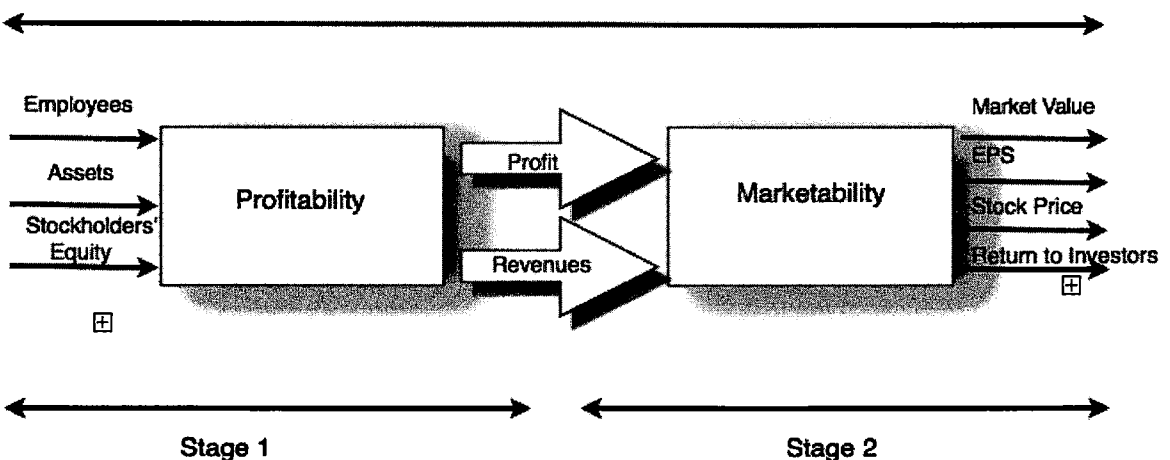 Employees
Assets
Stockholders'
Equity
Profitability
Profit
Revenues
Marketability
Market Value
EPS
Stock Price
Return to Investors
Stage 1
Stage 2